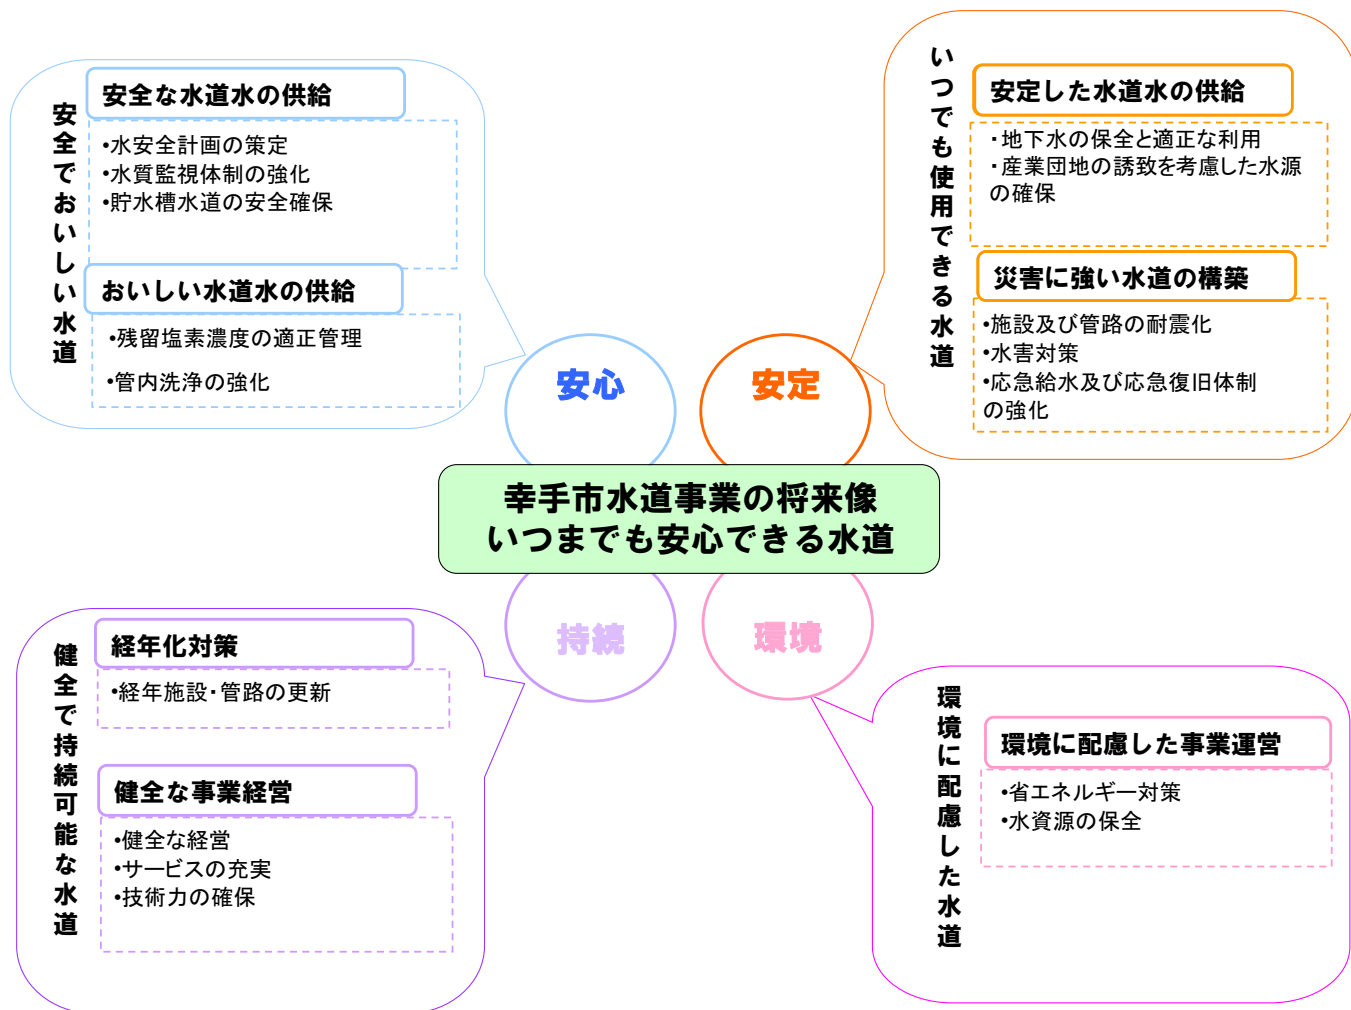 安全でおいしい水道
安全な水道水の供給
•水安全計画の策定
•水質監視体制の強化
•貯水槽水道の安全確保
おいしい水道水の供給
•残留塩素濃度の適正管理
•管内洗浄の強化
いつでも使用できる水道
安定した水道水の供給
・地下水の保全と適正な利用
・産業団地の誘致を考慮した水源
の確保
災害に強い水道の構築
•施設及び管路の耐震化
•水害対策
•応急給水及び応急復旧体制
の強化
安心
安定
幸手市水道事業の将来像
いつまでも安心できる水道
持続
環境
健全で持続可能な水道
経年化対策
•経年施設・管路の更新
健全な事業経営
•健全な経営
•サービスの充実
•技術力の確保
環境に配慮した水道
環境に配慮した事業運営
•省エネルギー対策
•水資源の保全